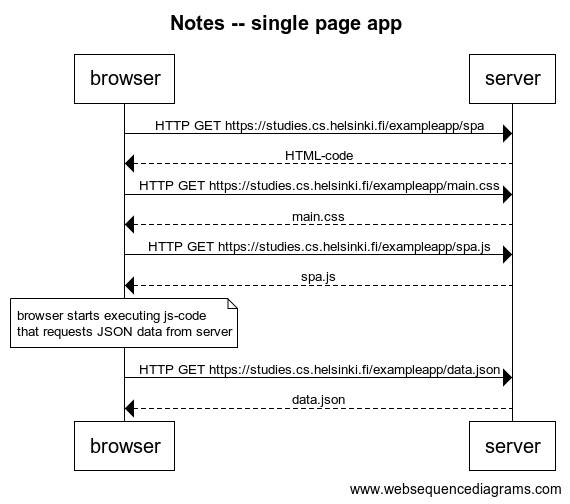 Notes -- single page app
browser
server
HTTP GET https://studies.cs.helsinki.fi/exampleapp/spa
HTML-code
HTTP GET https://studies.cs.helsinki.fi/exampleapp/main.css
main.css
HTTP GET https://studies.cs.helsinki.fi/exampleapp/spa.js
spa.js
browser starts executing js-code
that requests JSON data from server
HTTP GET https://studies.cs.helsinki.fi/exampleapp/data.json
data.json
browser
server
www.websequencediagrams.com